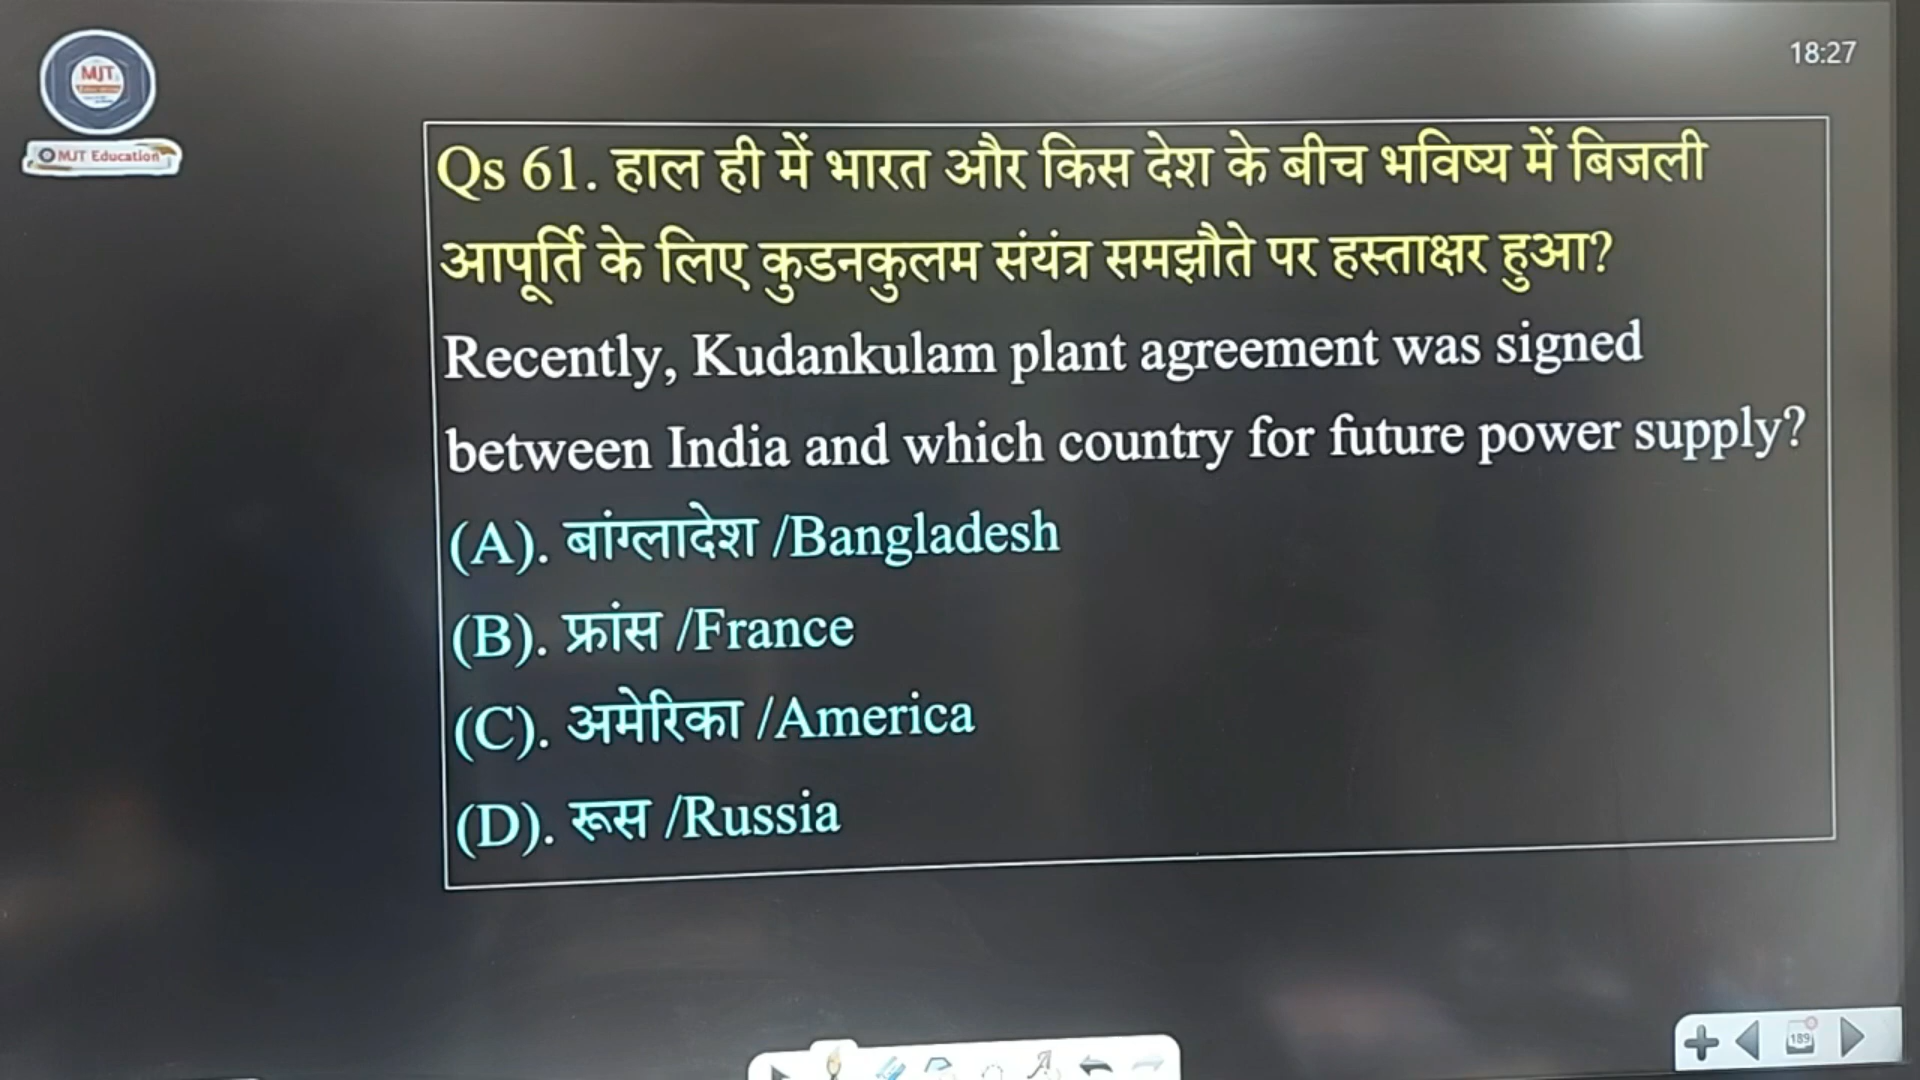 18:27
MJT
MJT Education
Qs 61. हाल ही में भारत और किस देश के बीच भविष्य में बिजली
आपूर्ति के लिए कुडनकुलम संयंत्र समझौते पर हस्ताक्षर हुआ?
Recently, Kudankulam plant agreement was signed
between India and which country for future power supply?
(A). बांग्लादेश /Bangladesh
(B). फ्रांस /France
(C). अमेरिका /America
(D). रूस /Russia
189